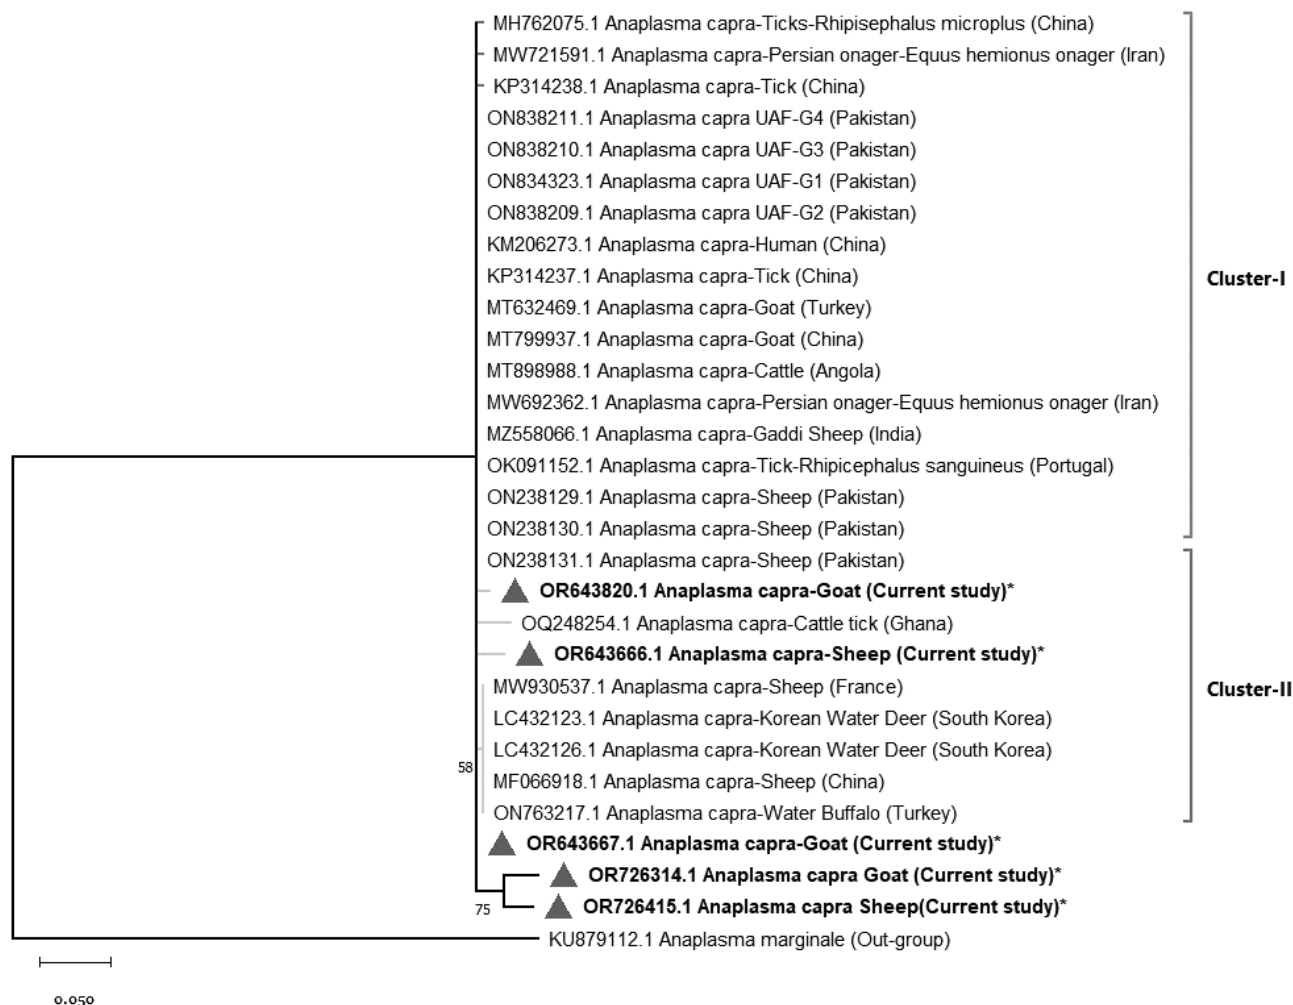 MH762075.1 Anaplasma capra-Ticks-Rhipisephalus microplus (China)
MW721591.1 Anaplasma capra-Persian onager-Equus hemionus onager (Iran)
KP314238.1 Anaplasma capra-Tick (China)
ON838211.1 Anaplasma capra UAF-G4 (Pakistan)
ON838210.1 Anaplasma capra UAF-G3 (Pakistan)
ON834323.1 Anaplasma capra UAF-G1 (Pakistan)
ON838209.1 Anaplasma capra UAF-G2 (Pakistan)
KM206273.1 Anaplasma capra-Human (China)
KP314237.1 Anaplasma capra-Tick (China)
Cluster-I
MT632469.1 Anaplasma capra-Goat (Turkey)
MT799937.1 Anaplasma capra-Goat (China)
MT898988.1 Anaplasma capra-Cattle (Angola)
MW692362.1 Anaplasma capra-Persian onager-Equus hemionus onager (Iran)
MZ558066.1 Anaplasma capra-Gaddi Sheep (India)
OK091152.1 Anaplasma capra-Tick-Rhipicephalus sanguineus (Portugal)
ON238129.1 Anaplasma capra-Sheep (Pakistan)
ON238130.1 Anaplasma capra-Sheep (Pakistan)
ON238131.1 Anaplasma capra-Sheep (Pakistan)
OR643820.1 Anaplasma capra-Goat (Current study)*
OQ248254.1 Anaplasma capra-Cattle tick (Ghana)
OR643666.1 Anaplasma capra-Sheep (Current study)*
MW930537.1 Anaplasma capra-Sheep (France)
Cluster-II
LC432123.1 Anaplasma capra-Korean Water Deer (South Korea)
LC432126.1 Anaplasma capra-Korean Water Deer (South Korea)
58
MF066918.1 Anaplasma capra-Sheep (China)
ON763217.1 Anaplasma capra-Water Buffalo (Turkey)
OR643667.1 Anaplasma capra-Goat (Current study)*
OR726314.1 Anaplasma capra Goat (Current study)*
75
OR726415.1 Anaplasma capra Sheep(Current study)*
KU879112.1 Anaplasma marginale (Out-group)
0.050